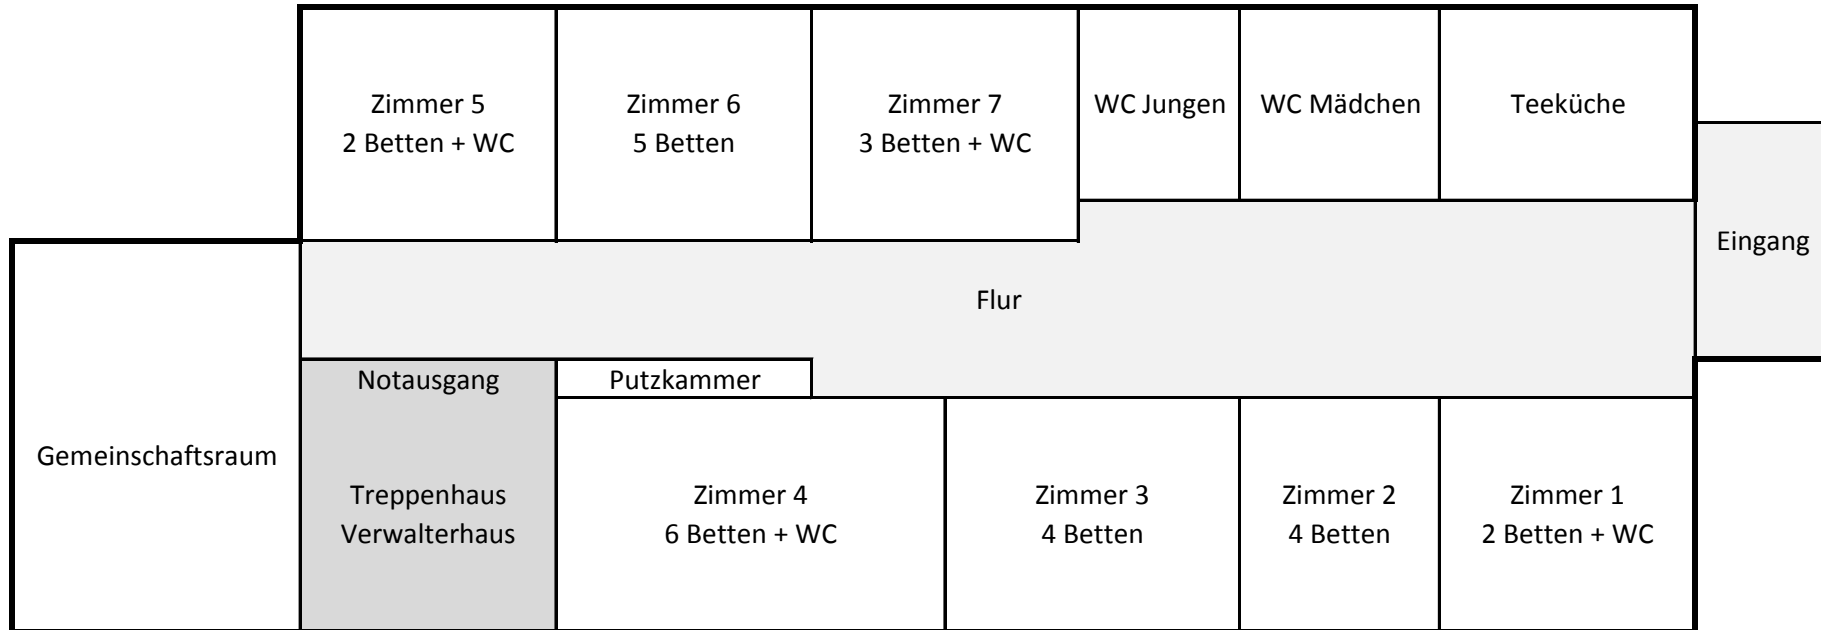 Zimmer 5
2 Betten + WC
Zimmer 6
5 Betten
Zimmer 7
3 Betten + WC
WC Jungen
WC Mädchen
Teeküche
Eingang
Flur
Notausgang
Putzkammer
Gemeinschaftsraum
Treppenhaus
Verwalterhaus
Zimmer 4
6 Betten + WC
Zimmer 3
4 Betten
Zimmer 2
4 Betten
Zimmer 1
2 Betten + WC